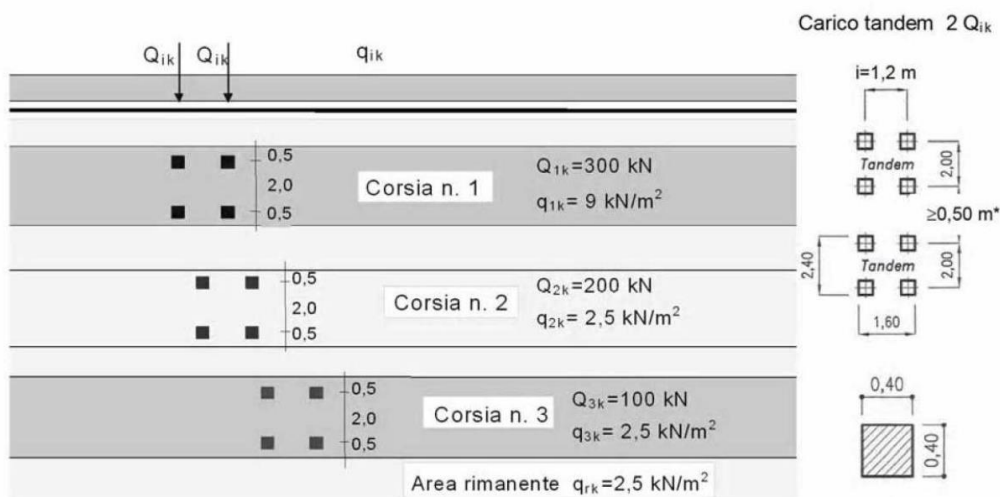 Carico tandem 2 Qik
Qik Qik qik
i=1,2 m
0,5
2,0
0,5
Corsia n. 1
Q1k=300 kN
q1k= 9 kN/m²
Tandem
2,00
≥0,50 m*
0,5
2,0
0,5
Corsia n. 2
Q2k=200 kN
q2k= 2,5 kN/m²
2,40
Tandem
2,00
1,60
0,5
2,0
0,5
Corsia n. 3
Q3k=100 kN
q3k= 2,5 kN/m²
0,40
0,40
Area rimanente qrk=2,5 kN/m²